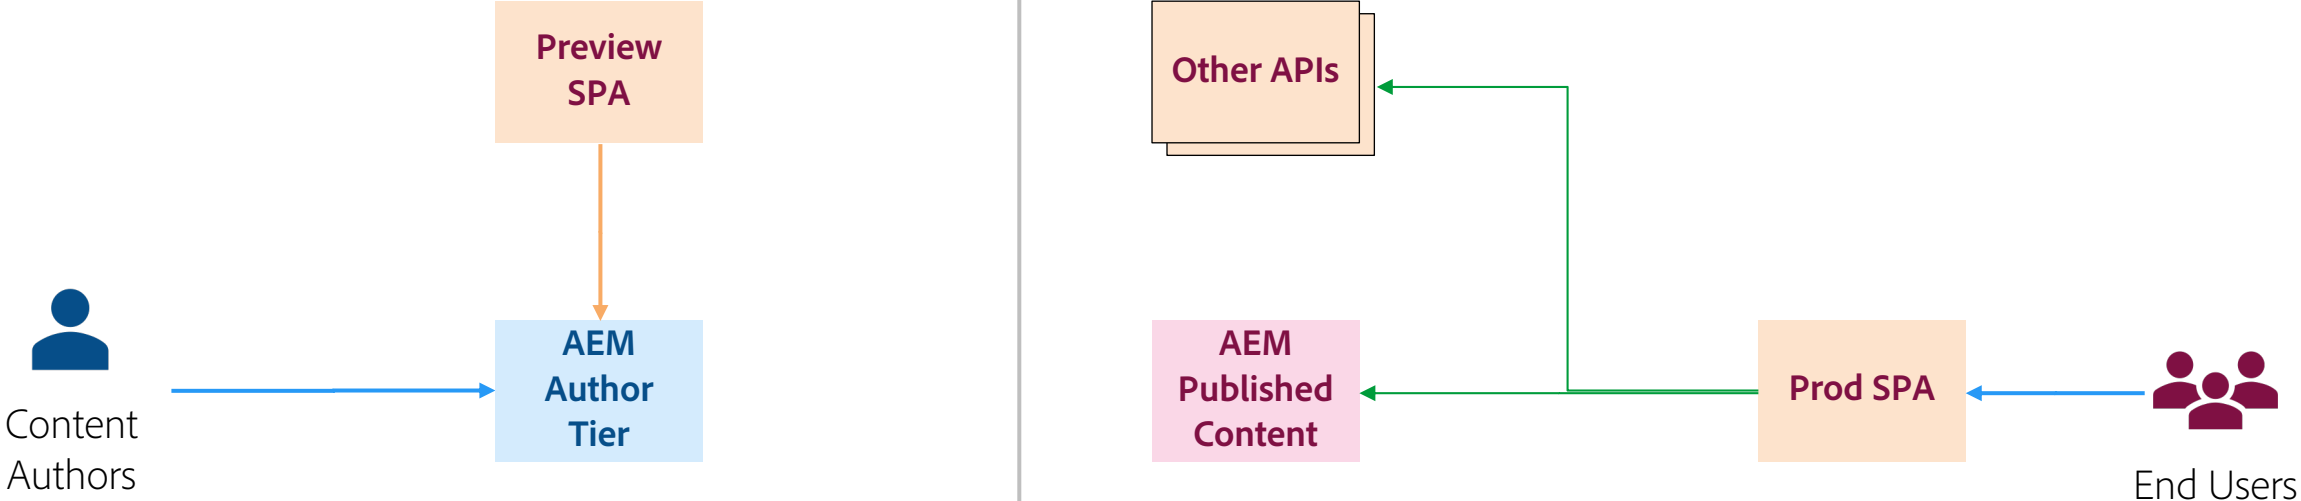 Preview
SPA
Other APIs
AEM
Author
Tier
AEM
Published
Content
Prod SPA
Content
Authors
End Users